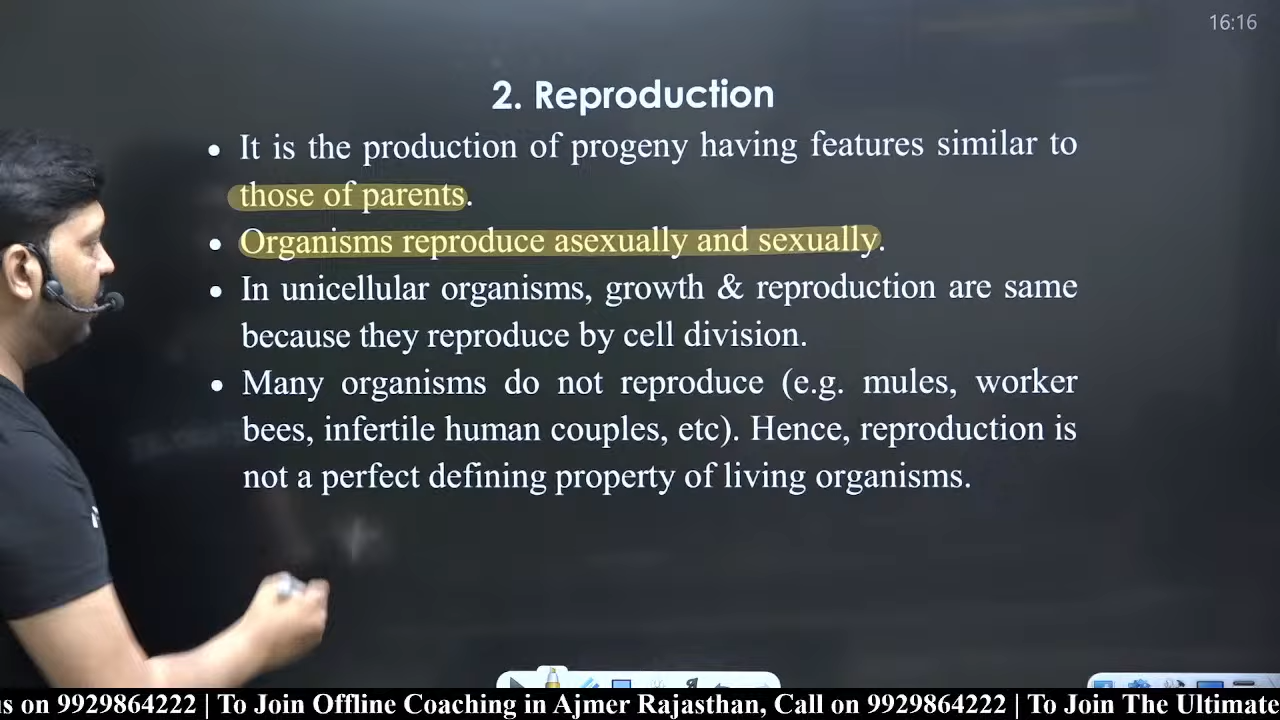 16:16
2. Reproduction
• It is the production of progeny having features similar to
those of parents.
• Organisms reproduce asexually and sexually.
• In unicellular organisms, growth & reproduction are same
because they reproduce by cell division.
• Many organisms do not reproduce (e.g. mules, worker
bees, infertile human couples, etc). Hence, reproduction is
not a perfect defining property of living organisms.
us on 9929864222 | To Join Offline Coaching in Ajmer Rajasthan, Call on 9929864222 | To Join The Ultimate